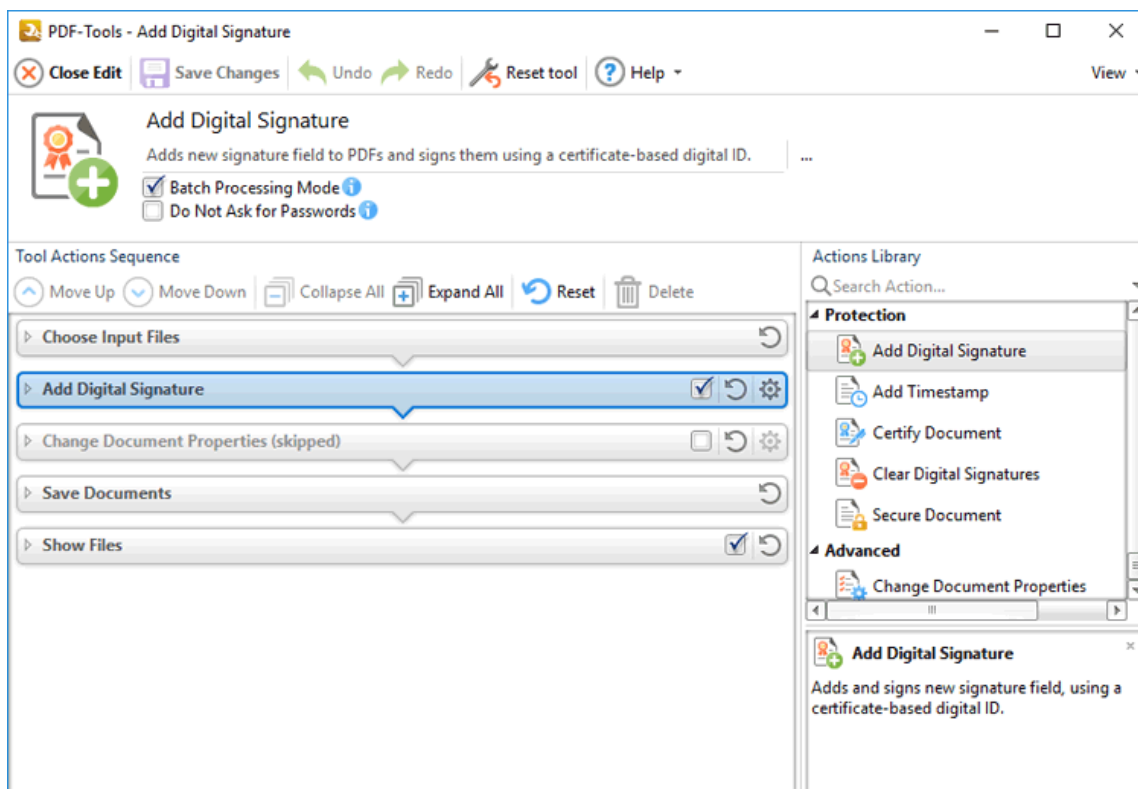 PDF-Tools - Add Digital Signature
Close Edit Save Changes Undo Redo Reset tool Help View
Add Digital Signature
Adds new signature field to PDFs and signs them using a certificate-based digital ID. ...
Batch Processing Mode
Do Not Ask for Passwords
Tool Actions Sequence
Move Up Move Down Collapse All Expand All Reset Delete
Choose Input Files
Add Digital Signature
Change Document Properties (skipped)
Save Documents
Show Files
Actions Library
Search Action...
Protection
Add Digital Signature
Add Timestamp
Certify Document
Clear Digital Signatures
Secure Document
Advanced
Change Document Properties
Add Digital Signature
Adds and signs new signature field, using a
certificate-based digital ID.